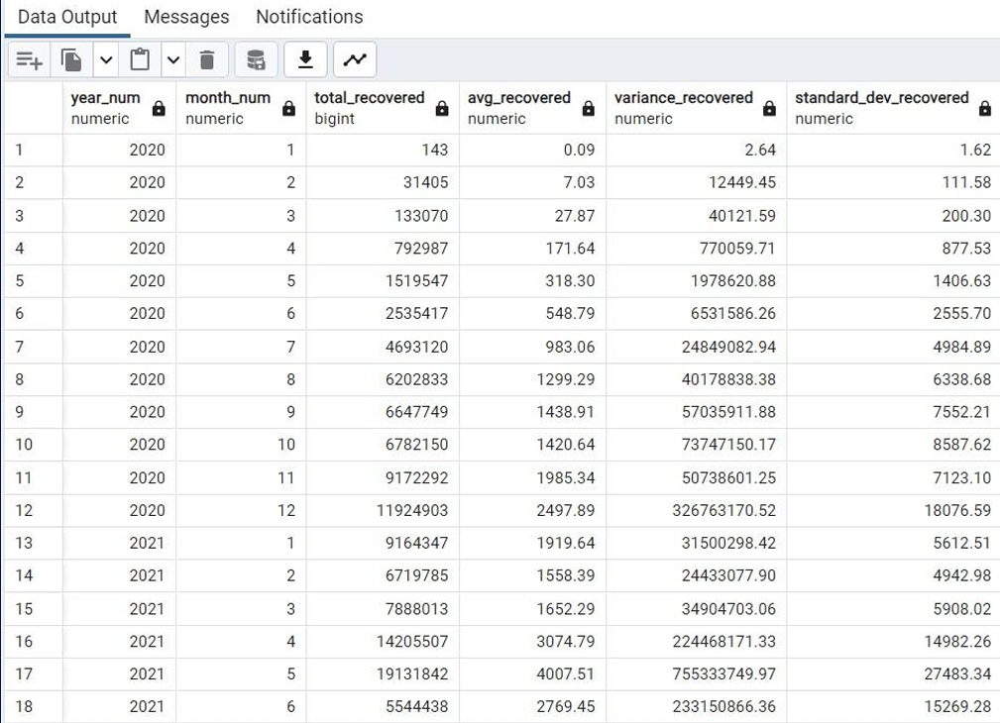 Data Output Messages Notifications
year_num month_num total_recovered avg_recovered variance_recovered standard_dev_recovered
numeric numeric bigint numeric numeric numeric
1 2020 1 143 0.09 2.64 1.62
2 2020 2 31405 7.03 12449.45 111.58
3 2020 3 133070 27.87 40121.59 200.30
4 2020 4 792987 171.64 770059.71 877.53
5 2020 5 1519547 318.30 1978620.88 1406.63
6 2020 6 2535417 548.79 6531586.26 2555.70
7 2020 7 4693120 983.06 24849082.94 4984.89
8 2020 8 6202833 1299.29 40178838.38 6338.68
9 2020 9 6647749 1438.91 57035911.88 7552.21
10 2020 10 6782150 1420.64 73747150.17 8587.62
11 2020 11 9172292 1985.34 50738601.25 7123.10
12 2020 12 11924903 2497.89 326763170.52 18076.59
13 2021 1 9164347 1919.64 31500298.42 5612.51
14 2021 2 6719785 1558.39 24433077.90 4942.98
15 2021 3 7888013 1652.29 34904703.06 5908.02
16 2021 4 14205507 3074.79 224468171.33 14982.26
17 2021 5 19131842 4007.51 755333749.97 27483.34
18 2021 6 5544438 2769.45 233150866.36 15269.28